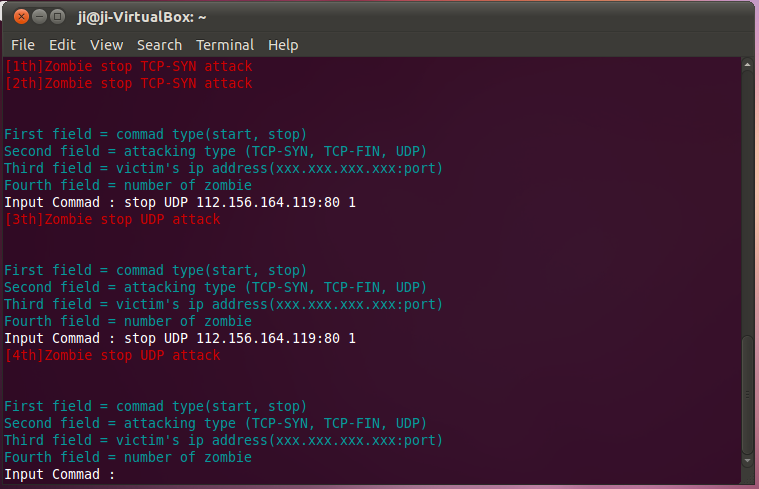 ji@ji-VirtualBox: ~
File Edit View Search Terminal Help
[1th]Zombie stop TCP-SYN attack
[2th]Zombie stop TCP-SYN attack
First field = commad type(start, stop)
Second field = attacking type (TCP-SYN, TCP-FIN, UDP)
Third field = victim's ip address(xxx.xxx.xxx.xxx:port)
Fourth field = number of zombie
Input Commad : stop UDP 112.156.164.119:80 1
[3th]Zombie stop UDP attack
First field = commad type(start, stop)
Second field = attacking type (TCP-SYN, TCP-FIN, UDP)
Third field = victim's ip address(xxx.xxx.xxx.xxx:port)
Fourth field = number of zombie
Input Commad : stop UDP 112.156.164.119:80 1
[4th]Zombie stop UDP attack
First field = commad type(start, stop)
Second field = attacking type (TCP-SYN, TCP-FIN, UDP)
Third field = victim's ip address(xxx.xxx.xxx.xxx:port)
Fourth field = number of zombie
Input Commad :